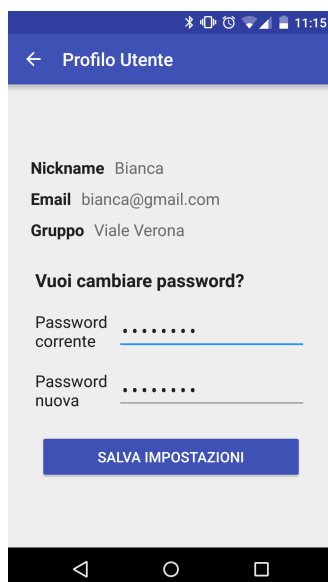 11:15
Profilo Utente
Nickname Bianca
Email bianca@gmail.com
Gruppo Viale Verona
Vuoi cambiare password?
Password
corrente ••••••••
Password
nuova ••••••••
SALVA IMPOSTAZIONI